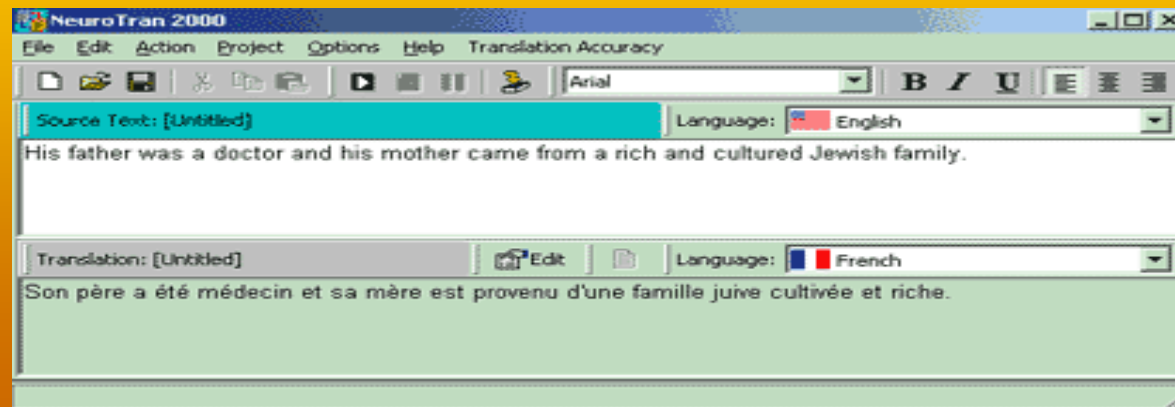 NeuroTran 2000
File Edit Action Project Options Help Translation Accuracy
Arial B I U
Source Text: [Untitled] Language: English
His father was a doctor and his mother came from a rich and cultured Jewish family.
Translation: [Untitled] Edit Language: French
Son père a été médecin et sa mère est provenu d'une famille juive cultivée et riche.